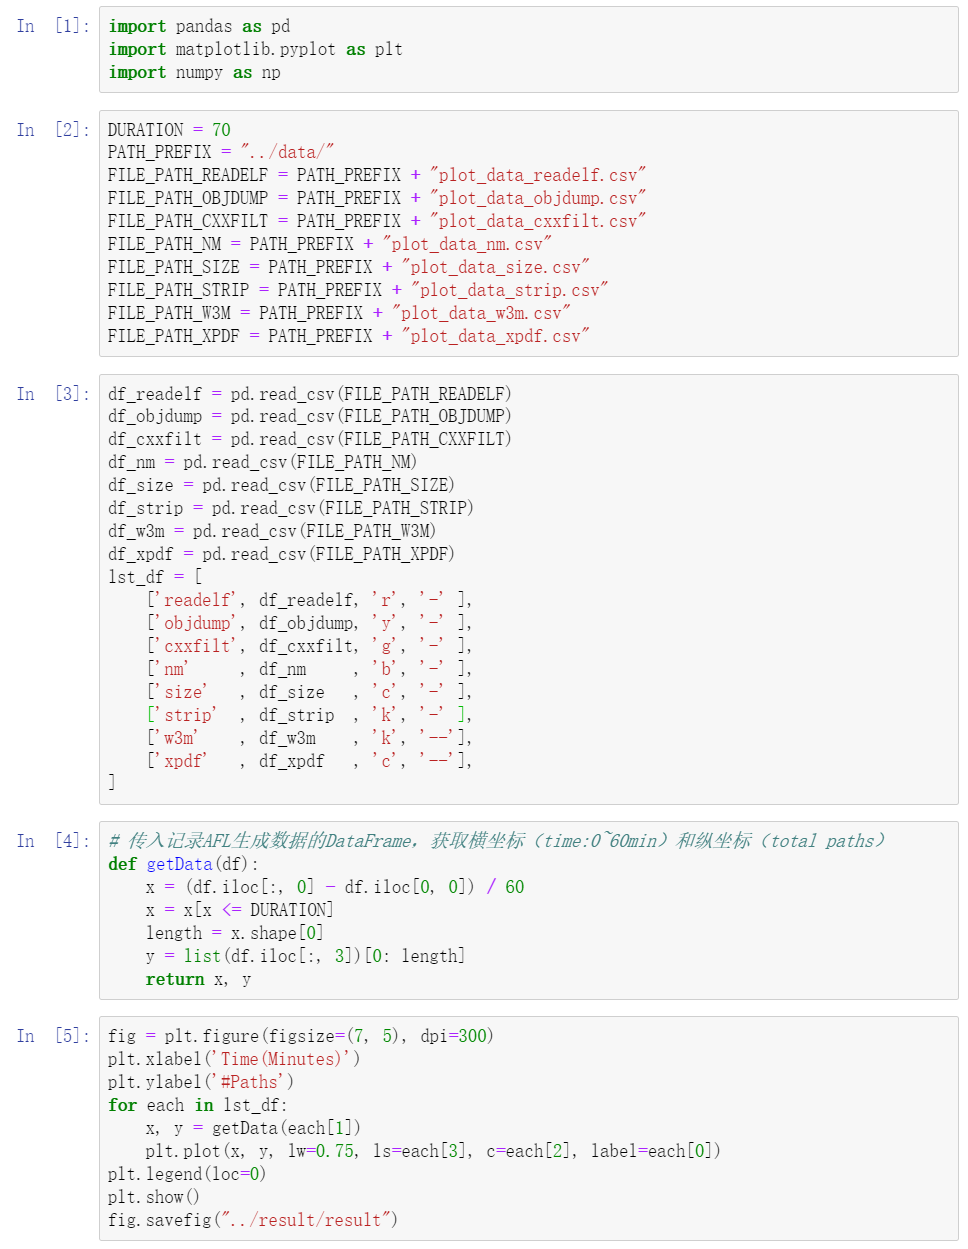 In [1]:
import pandas as pd
import matplotlib.pyplot as plt
import numpy as np
In [2]:
DURATION = 70
PATH_PREFIX = "../data/"
FILE_PATH_READELF = PATH_PREFIX + "plot_data_readelf.csv"
FILE_PATH_OBJDUMP = PATH_PREFIX + "plot_data_objdump.csv"
FILE_PATH_CXXFILT = PATH_PREFIX + "plot_data_cxxfilt.csv"
FILE_PATH_NM = PATH_PREFIX + "plot_data_nm.csv"
FILE_PATH_SIZE = PATH_PREFIX + "plot_data_size.csv"
FILE_PATH_STRIP = PATH_PREFIX + "plot_data_strip.csv"
FILE_PATH_W3M = PATH_PREFIX + "plot_data_w3m.csv"
FILE_PATH_XPDF = PATH_PREFIX + "plot_data_xpdf.csv"
In [3]:
df_readelf = pd.read_csv(FILE_PATH_READELF)
df_objdump = pd.read_csv(FILE_PATH_OBJDUMP)
df_cxxfilt = pd.read_csv(FILE_PATH_CXXFILT)
df_nm = pd.read_csv(FILE_PATH_NM)
df_size = pd.read_csv(FILE_PATH_SIZE)
df_strip = pd.read_csv(FILE_PATH_STRIP)
df_w3m = pd.read_csv(FILE_PATH_W3M)
df_xpdf = pd.read_csv(FILE_PATH_XPDF)
lst_df = [
    ['readelf', df_readelf, 'r', '-' ],
    ['objdump', df_objdump, 'y', '-' ],
    ['cxxfilt', df_cxxfilt, 'g', '-' ],
    ['nm'     , df_nm     , 'b', '-' ],
    ['size'   , df_size   , 'c', '-' ],
    ['strip'  , df_strip  , 'k', '-' ],
    ['w3m'    , df_w3m    , 'k', '--'],
    ['xpdf'   , df_xpdf   , 'c', '--'],
]
In [4]:
# 传入记录AFL生成数据的DataFrame，获取横坐标（time:0~60min）和纵坐标（total paths）
def getData(df):
    x = (df.iloc[:, 0] - df.iloc[0, 0]) / 60
    x = x[x <= DURATION]
    length = x.shape[0]
    y = list(df.iloc[:, 3])[0: length]
    return x, y
In [5]:
fig = plt.figure(figsize=(7, 5), dpi=300)
plt.xlabel('Time(Minutes)')
plt.ylabel('#Paths')
for each in lst_df:
    x, y = getData(each[1])
    plt.plot(x, y, lw=0.75, ls=each[3], c=each[2], label=each[0])
plt.legend(loc=0)
plt.show()
fig.savefig("../result/result")